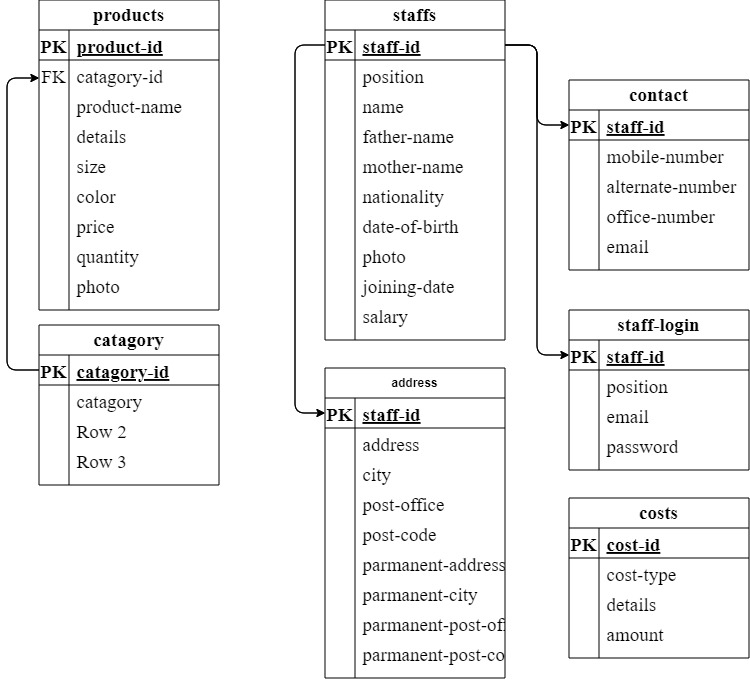 products
PK product-id
FK catagory-id
product-name
details
size
color
price
quantity
photo
catagory
PK catagory-id
catagory
Row 2
Row 3
staffs
PK staff-id
position
name
father-name
mother-name
nationality
date-of-birth
photo
joining-date
salary
address
PK staff-id
address
city
post-office
post-code
parmanent-address
parmanent-city
parmanent-post-of
parmanent-post-co
contact
PK staff-id
mobile-number
alternate-number
office-number
email
staff-login
PK staff-id
position
email
password
costs
PK cost-id
cost-type
details
amount